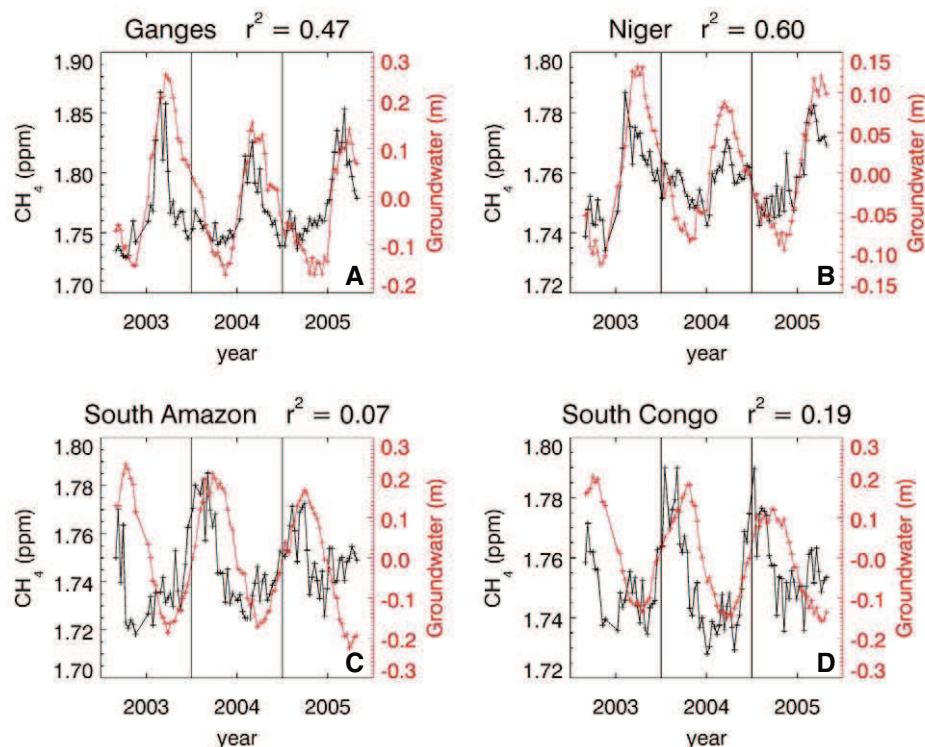 Ganges r² = 0.47
1.90
1.85
1.80
1.75
1.70
CH₄ (ppm)
0.3
0.2
0.1
0.0
-0.1
-0.2
Groundwater (m)
A
2003 2004 2005
year
Niger r² = 0.60
1.80
1.78
1.76
1.74
1.72
CH₄ (ppm)
0.15
0.10
0.05
0.00
-0.05
-0.10
-0.15
Groundwater (m)
B
2003 2004 2005
year
South Amazon r² = 0.07
1.80
1.78
1.76
1.74
1.72
1.70
CH₄ (ppm)
0.3
0.2
0.1
0.0
-0.1
-0.2
-0.3
Groundwater (m)
C
2003 2004 2005
year
South Congo r² = 0.19
1.80
1.78
1.76
1.74
1.72
CH₄ (ppm)
0.3
0.2
0.1
0.0
-0.1
-0.2
-0.3
Groundwater (m)
D
2003 2004 2005
year